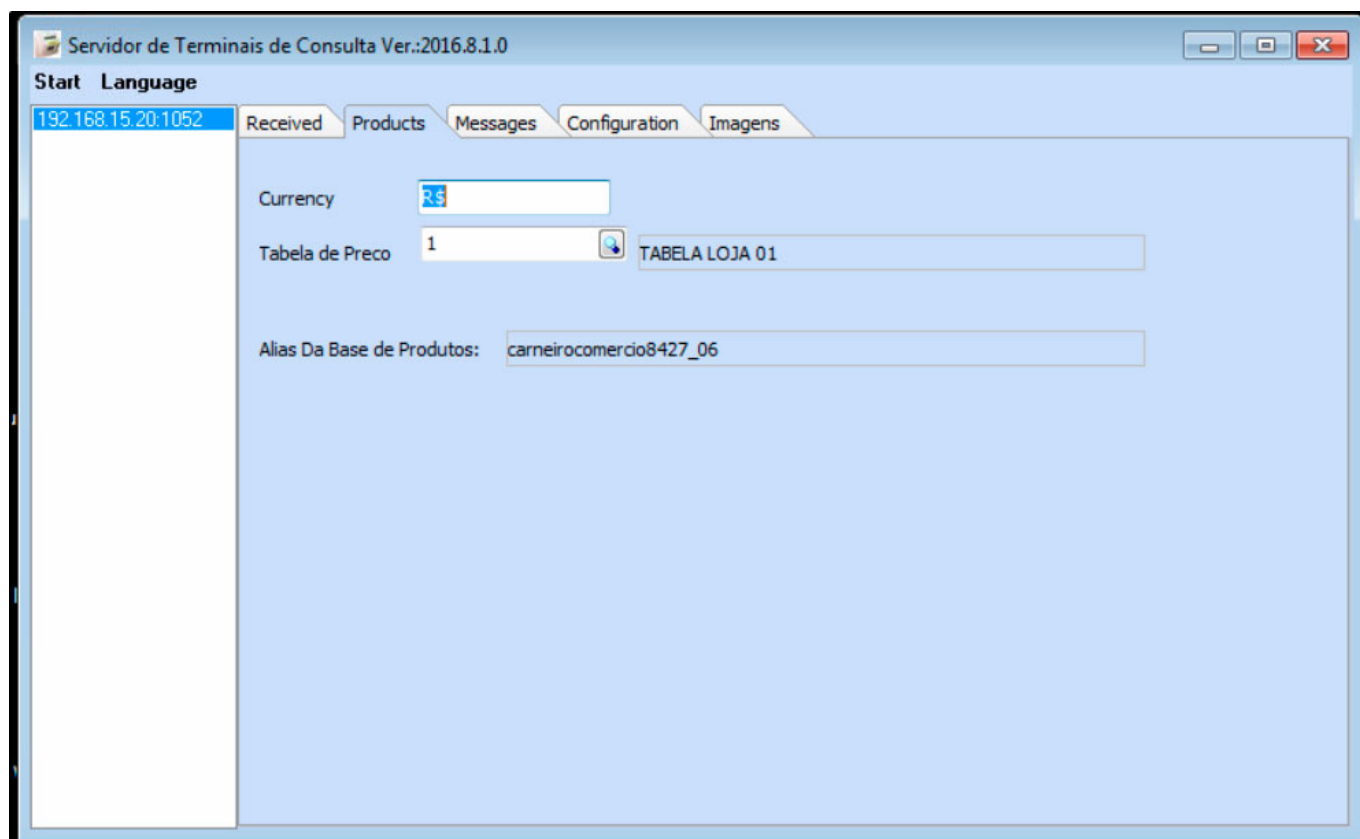 Servidor de Terminais de Consulta Ver.:2016.8.1.0
Start Language
192.168.15.20:1052
Received Products Messages Configuration Imagens
Currency R$
Tabela de Preco 1 TABELA LOJA 01
Alias Da Base de Produtos: carneirocomercio8427_06